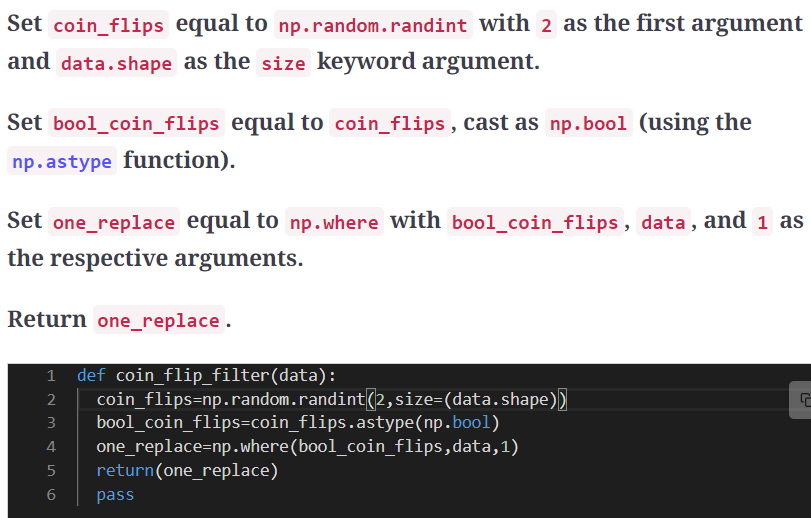 Set coin_flips equal to np.random.randint with 2 as the first argument
and data.shape as the size keyword argument.
Set bool_coin_flips equal to coin_flips, cast as np.bool (using the
np.astype function).
Set one_replace equal to np.where with bool_coin_flips, data, and 1 as
the respective arguments.
Return one_replace.
1 def coin_flip_filter(data):
2 coin_flips=np.random.randint(2,size=(data.shape))
3 bool_coin_flips=coin_flips.astype(np.bool)
4 one_replace=np.where(bool_coin_flips,data,1)
5 return(one_replace)
6 pass